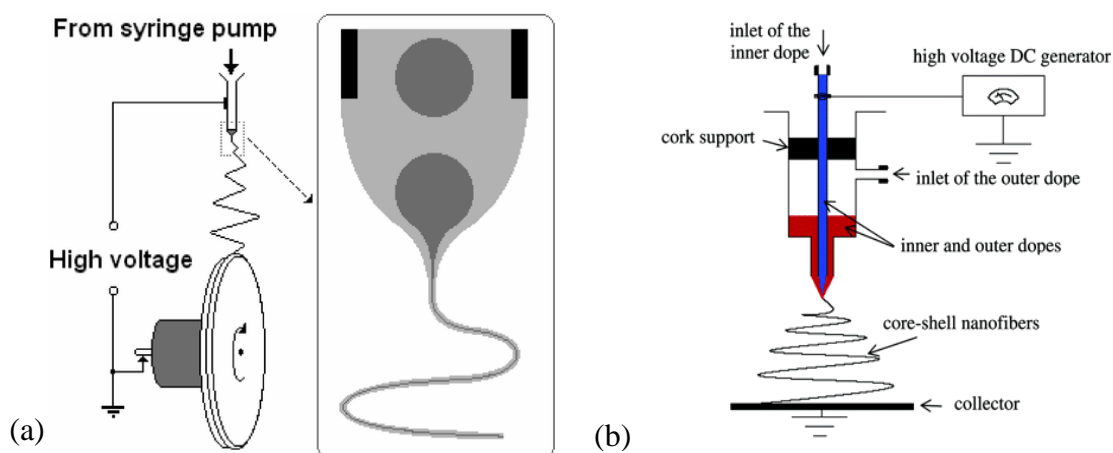 From syringe pump
High voltage
(a)
inlet of the
inner dope
high voltage DC generator
cork support
inlet of the outer dope
inner and outer dopes
core-shell nanofibers
collector
(b)